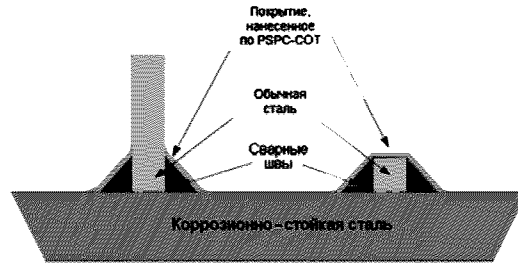 Покрытие,
нанесенное
по PSPC-COT
Обычная
сталь
Сварные
швы
Коррозионно-стойкая сталь